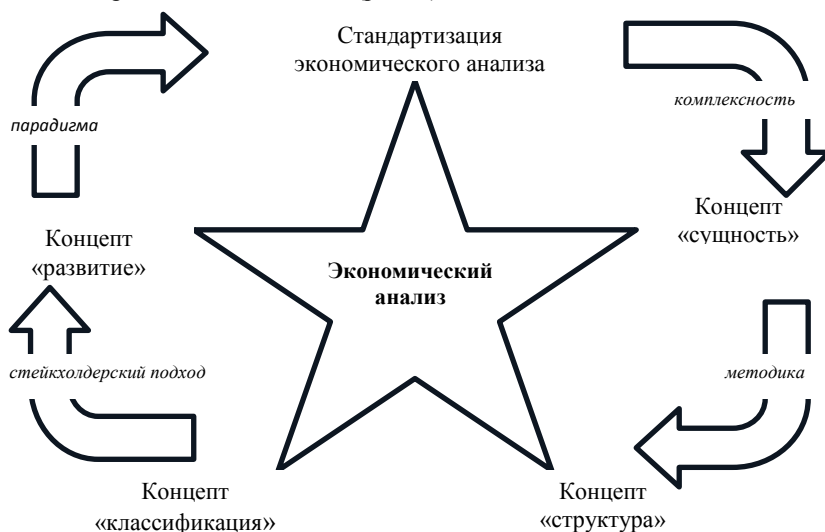 Стандартизация
экономического анализа
комплексность
парадигма
Концепт
«сущность»
Концепт
«развитие»
Экономический
анализ
стейкхолдерский подход
методика
Концепт
«классификация»
Концепт
«структура»